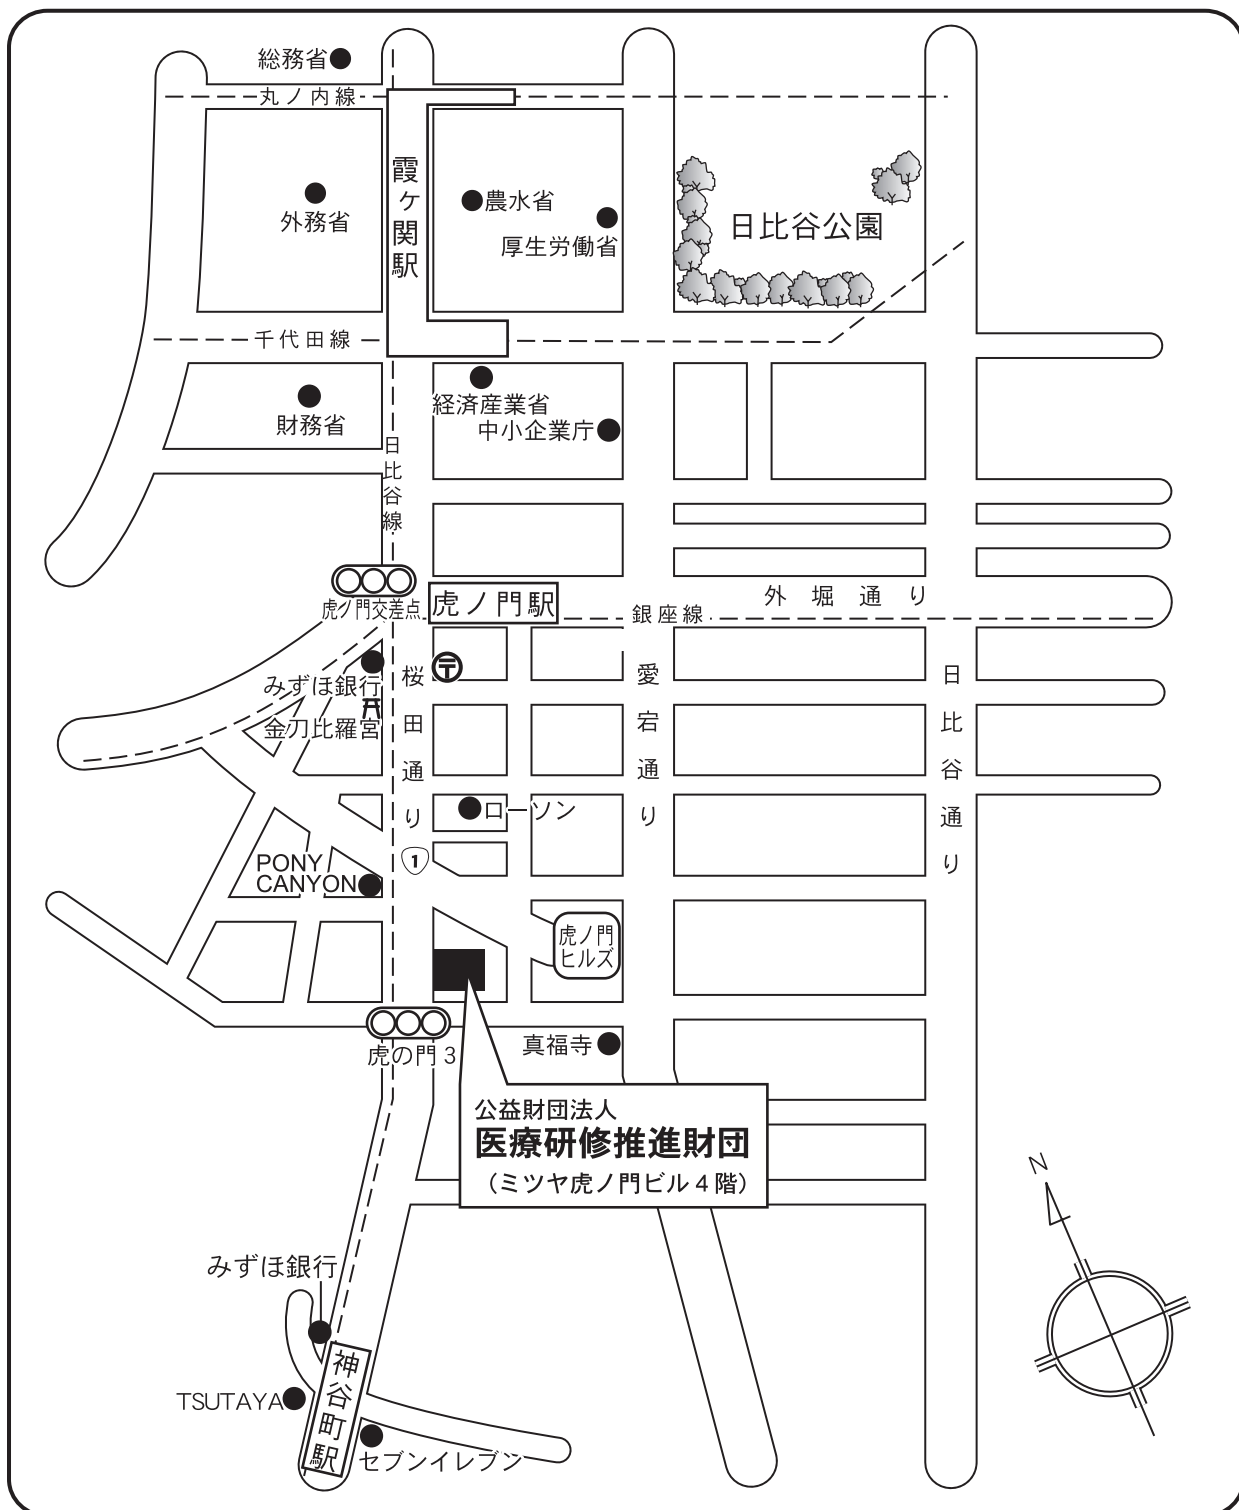 総務省
丸ノ内線
霞ヶ関駅
外務省
農水省
厚生労働省
日比谷公園
千代田線
財務省
経済産業省
中小企業庁
日比谷線
虎ノ門交差点
虎ノ門駅
銀座線
外堀通り
みずほ銀行
金刀比羅宮
桜田通り
愛宕通り
日比谷通り
ローソン
1
PONY
CANYON
虎ノ門
ヒルズ
虎の門3
真福寺
公益財団法人
医療研修推進財団
（ミツヤ虎ノ門ビル4階）
N
みずほ銀行
神谷町駅
TSUTAYA
セブンイレブン